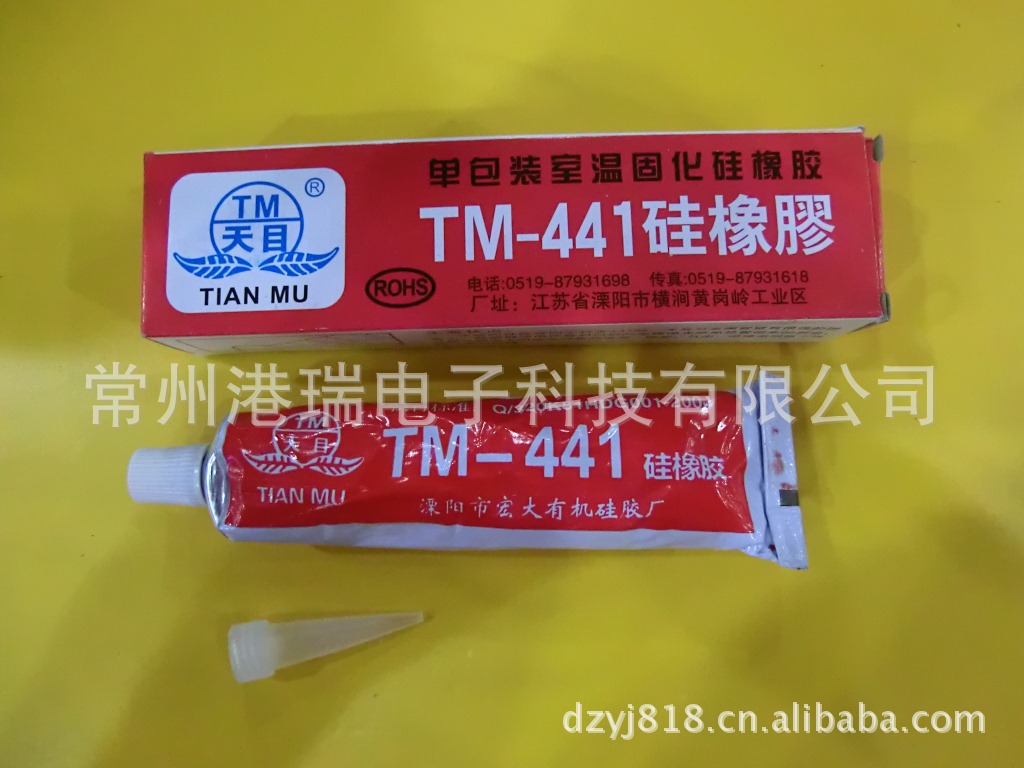 单包装室温固化硅橡胶
TM
天目
®
TIAN MU
TM-441硅橡膠
ROHS
电话:0519-87931698 传真:0519-87931618
厂址：江苏省溧阳市横涧黄岗岭工业区
常州港瑞电子科技有限公司
TM
天目
TIAN MU
TM-441 硅橡胶
溧阳市宏大有机硅胶厂
dzyj818.cn.alibaba.com